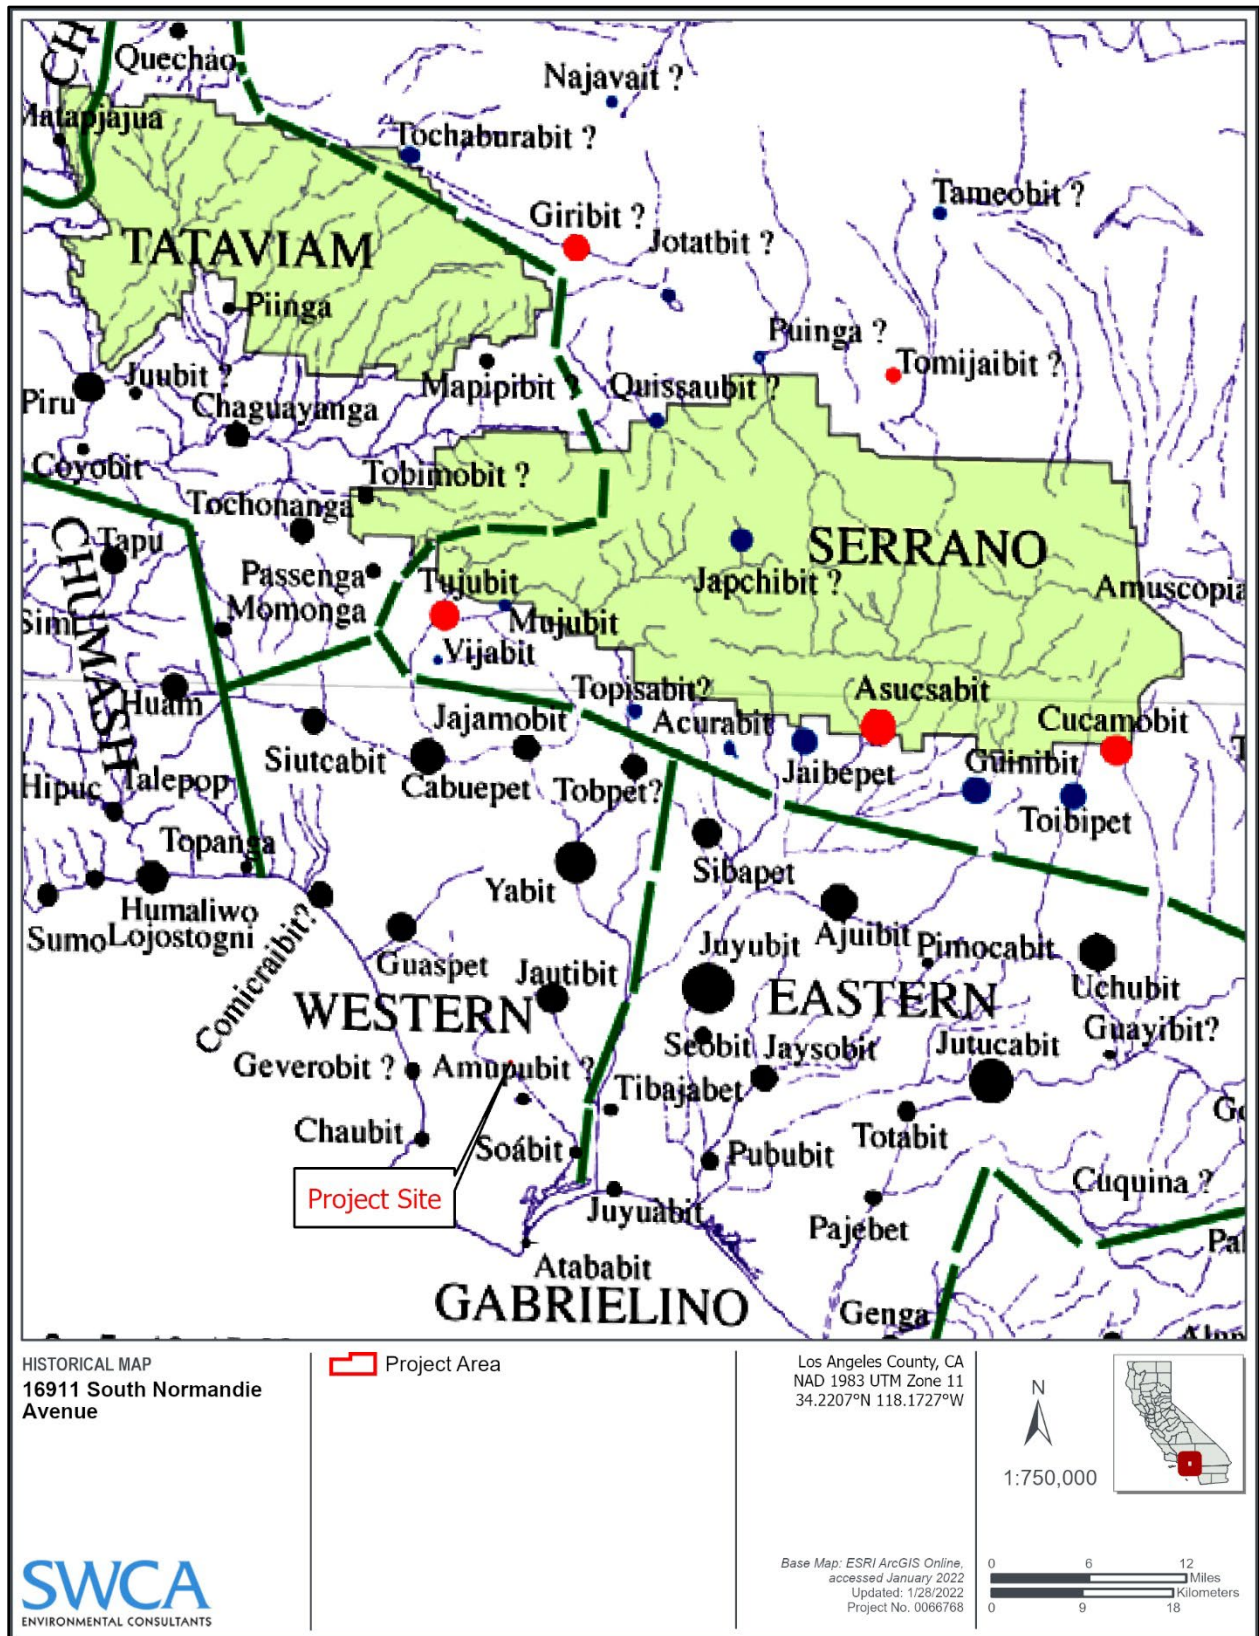 CH
Quechao
Najavait ?
Matapjajua
Tochaburabit ?
Tameobit ?
Giribit ?
Jotatbit ?
TATAVIAM
Piinga
Puinga ?
Tomijaibit ?
Juubit ?
Mapipibit ?
Quissaubit ?
Piru
Chaguayanga
Coyobit
Tobimobit ?
Tochonanga
SERRANO
CHUMASH
Tapu
Passenga
Tujubit
Japchibit ?
Amuscopia
Momonga
Simi
Mujubit
Vijabit
Huam
Topisabit?
Asucsabit
Jajamobit
Acurabit
Cucamobit
Siutcabit
Jaibepet
Guinibit
Hipuc
Talepop
Cabuepet
Tobpet?
Toibipet
Topanga
Sibapet
Yabit
Humaliwo
Sumo
Lojostogni
Comicraibit?
Guaspet
Jautibit
Juyubit
Ajuibit
Pimocabit
Uchubit
WESTERN
EASTERN
Guayibit?
Seobit
Jaysobit
Jutucabit
Geverobit ?
Amupubit ?
Tibajabet
Chaubit
Soábit
Totabit
Pububit
Project Site
Cuquina ?
Juyuabit
Pajebet
Atababit
GABRIELINO
Genga
HISTORICAL MAP
16911 South Normandie
Avenue
Project Area
Los Angeles County, CA
NAD 1983 UTM Zone 11
34.2207°N 118.1727°W
N
1:750,000
SWCA
ENVIRONMENTAL CONSULTANTS
Base Map: ESRI ArcGIS Online,
accessed January 2022
Updated: 1/28/2022
Project No. 0066768
0 6 12
Miles
Kilometers
0 9 18